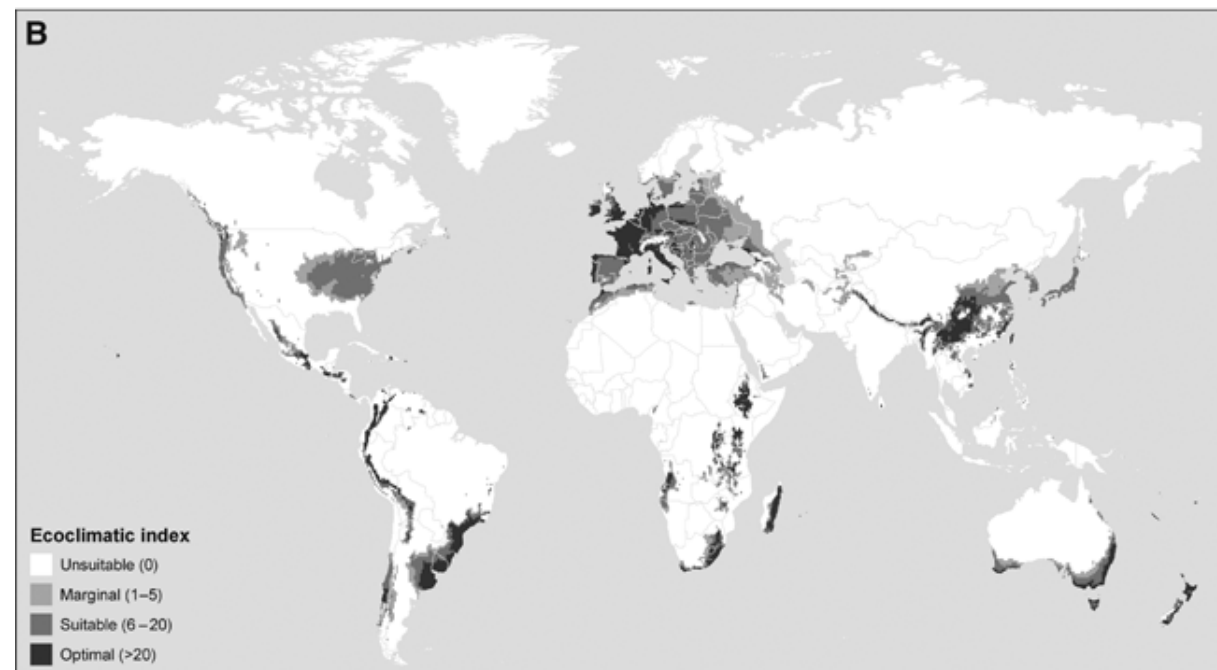 B
Ecoclimatic index
Unsuitable (0)
Marginal (1–5)
Suitable (6–20)
Optimal (>20)